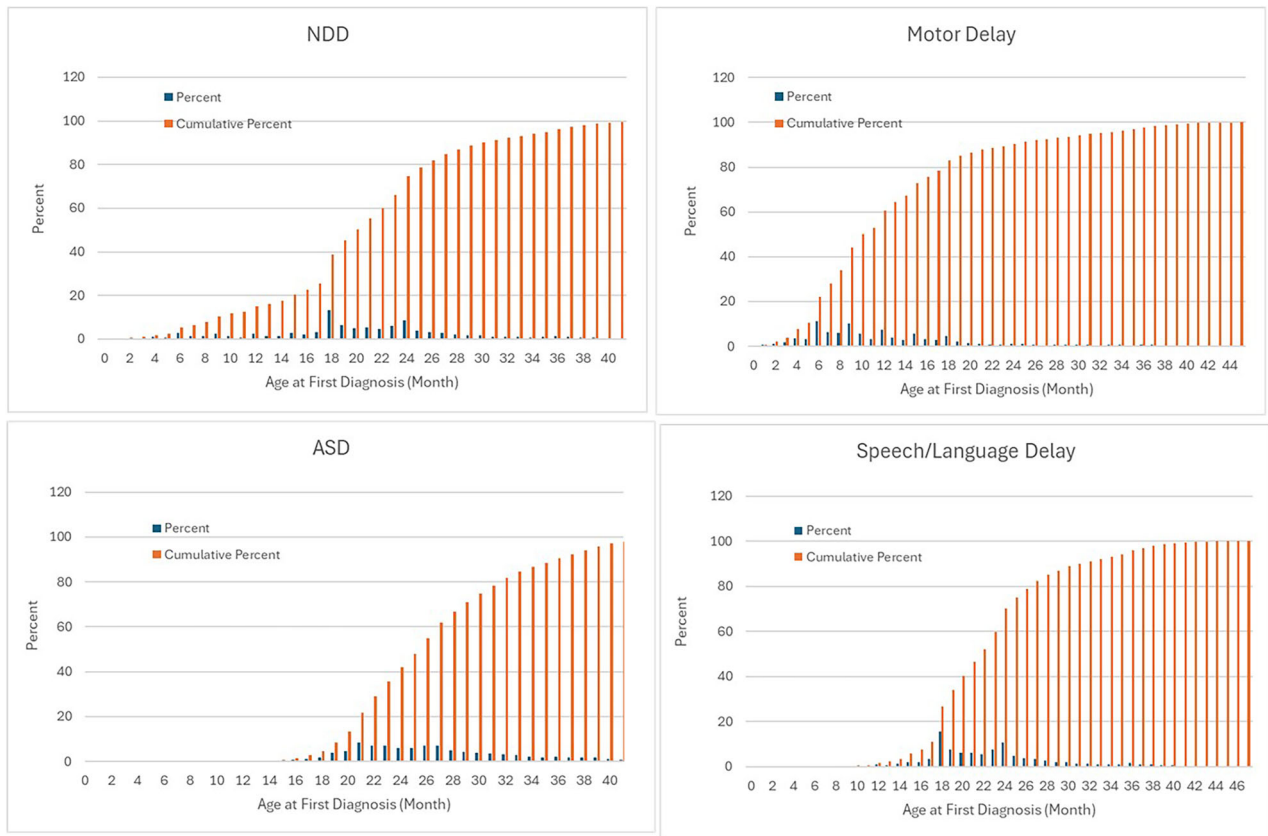 NDD
120
100
80
60
40
20
0
Percent
Percent
Cumulative Percent
0 2 4 6 8 10 12 14 16 18 20 22 24 26 28 30 32 34 36 38 40
Age at First Diagnosis (Month)
Motor Delay
120
100
80
60
40
20
0
Percent
Percent
Cumulative Percent
0 2 4 6 8 10 12 14 16 18 20 22 24 26 28 30 32 34 36 38 40 42 44
Age at First Diagnosis (Month)
ASD
120
100
80
60
40
20
0
Percent
Percent
Cumulative Percent
0 2 4 6 8 10 12 14 16 18 20 22 24 26 28 30 32 34 36 38 40
Age at First Diagnosis (Month)
Speech/Language Delay
120
100
80
60
40
20
0
Percent
Percent
Cumulative Percent
0 2 4 6 8 10 12 14 16 18 20 22 24 26 28 30 32 34 36 38 40 42 44 46
Age at First Diagnosis (Month)